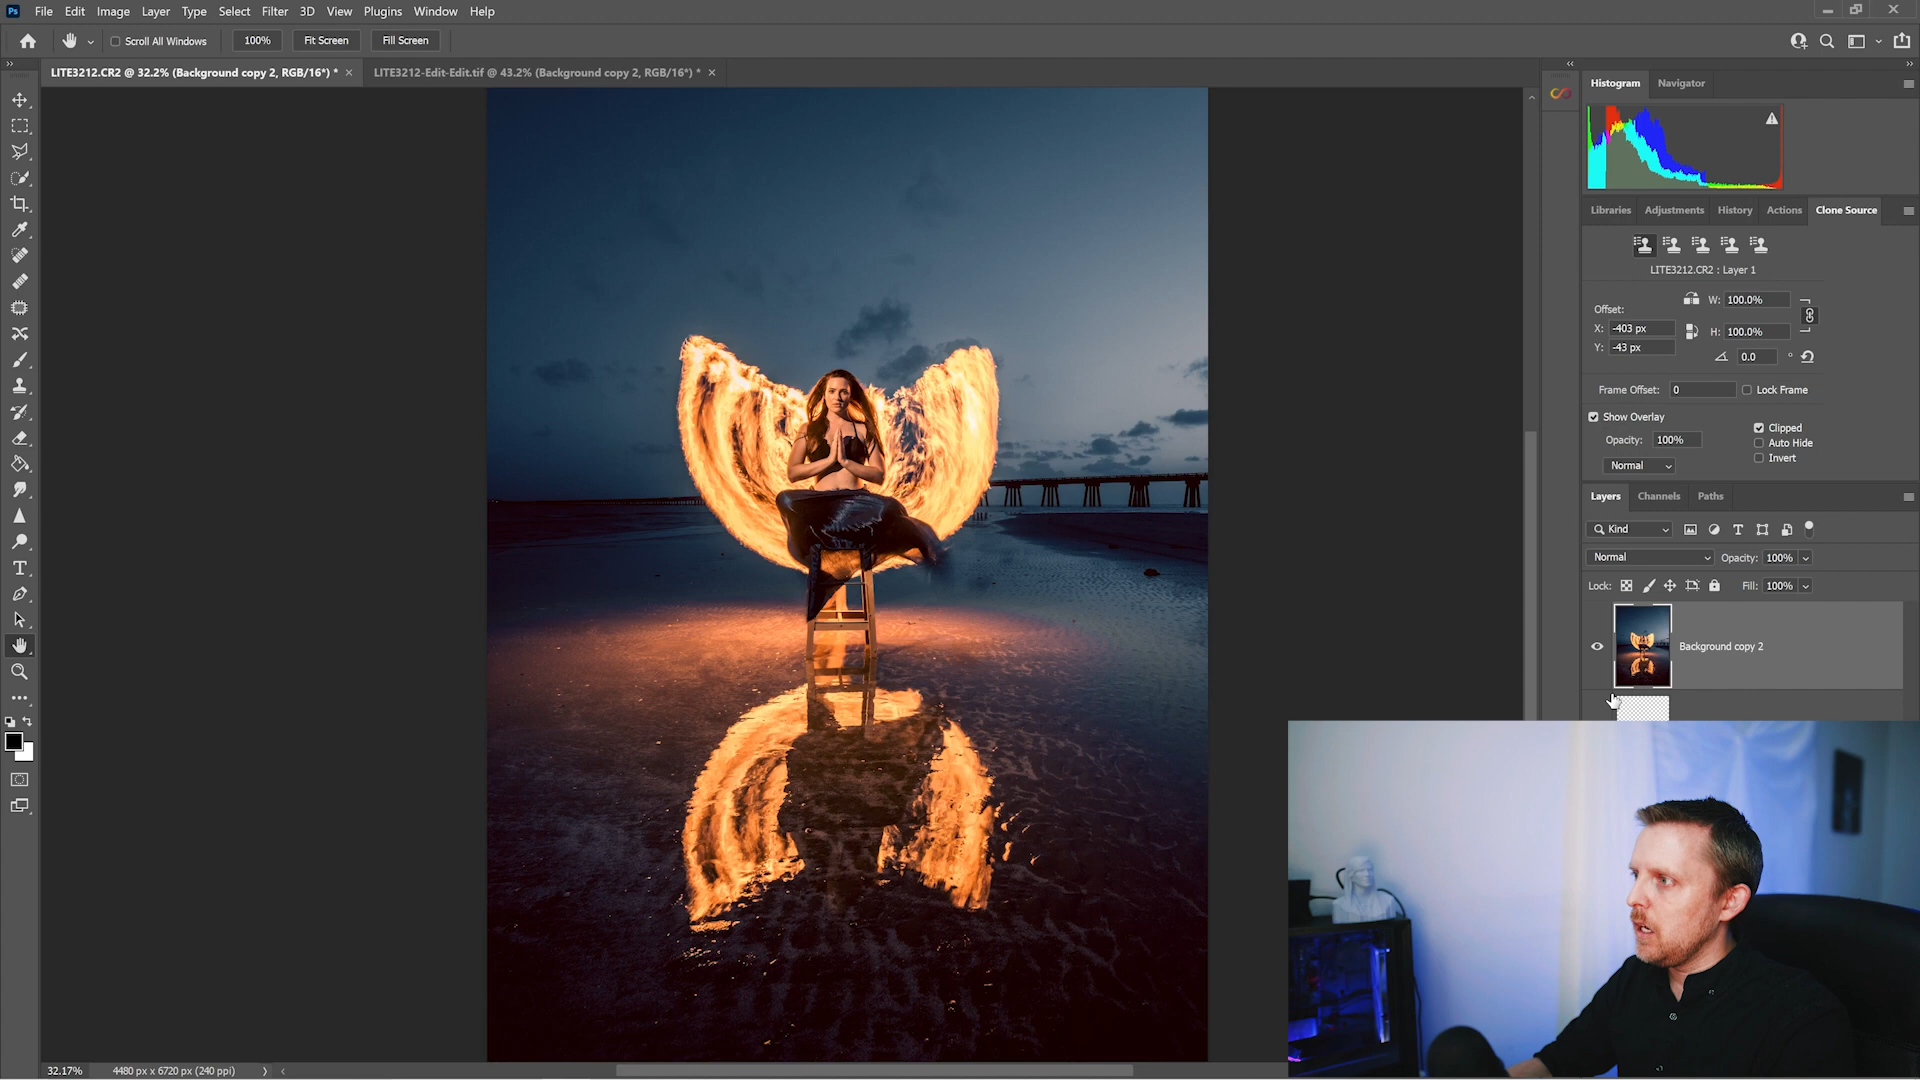 Ps File Edit Image Layer Type Select Filter 3D View Plugins Window Help
Scroll All Windows 100% Fit Screen Fill Screen
LITE3212.CR2 @ 32.2% (Background copy 2, RGB/16*) * × LITE3212-Edit-Edit.tif @ 43.2% (Background copy 2, RGB/16*) * ×
Histogram Navigator
Libraries Adjustments History Actions Clone Source
LITE3212.CR2 : Layer 1
W: 100.0%
Offset:
X: -403 px
H: 100.0%
Y: -43 px
0.0 °
Frame Offset: 0 Lock Frame
Show Overlay
Clipped
Opacity: 100%
Auto Hide
Invert
Normal
Layers Channels Paths
Kind
Normal Opacity: 100%
Lock: Fill: 100%
Background copy 2
T
32.17% 4480 px x 6720 px (240 ppi)